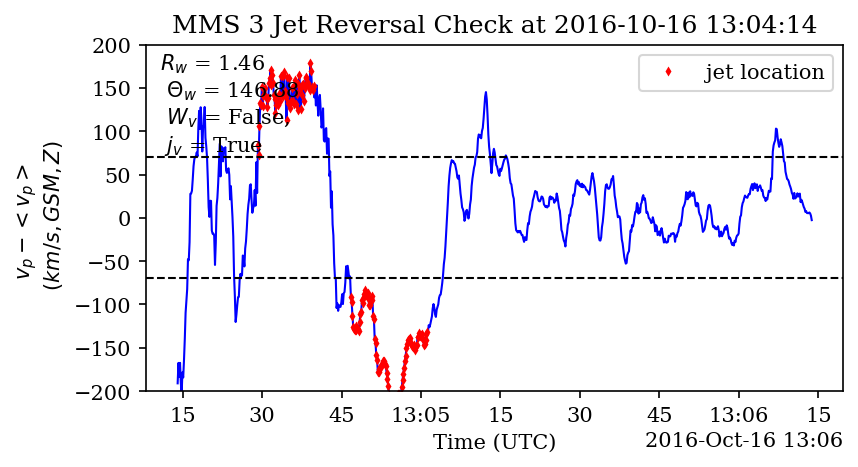 MMS 3 Jet Reversal Check at 2016-10-16 13:04:14
R_w = 1.46
Θ_w = 146.88
W_v = False,
j_v = True
jet location
200
150
100
50
0
−50
−100
−150
−200
v_p − < v_p >
(km/s, GSM, Z)
15 30 45 13:05 15 30 45 13:06 15
Time (UTC)
2016-Oct-16 13:06